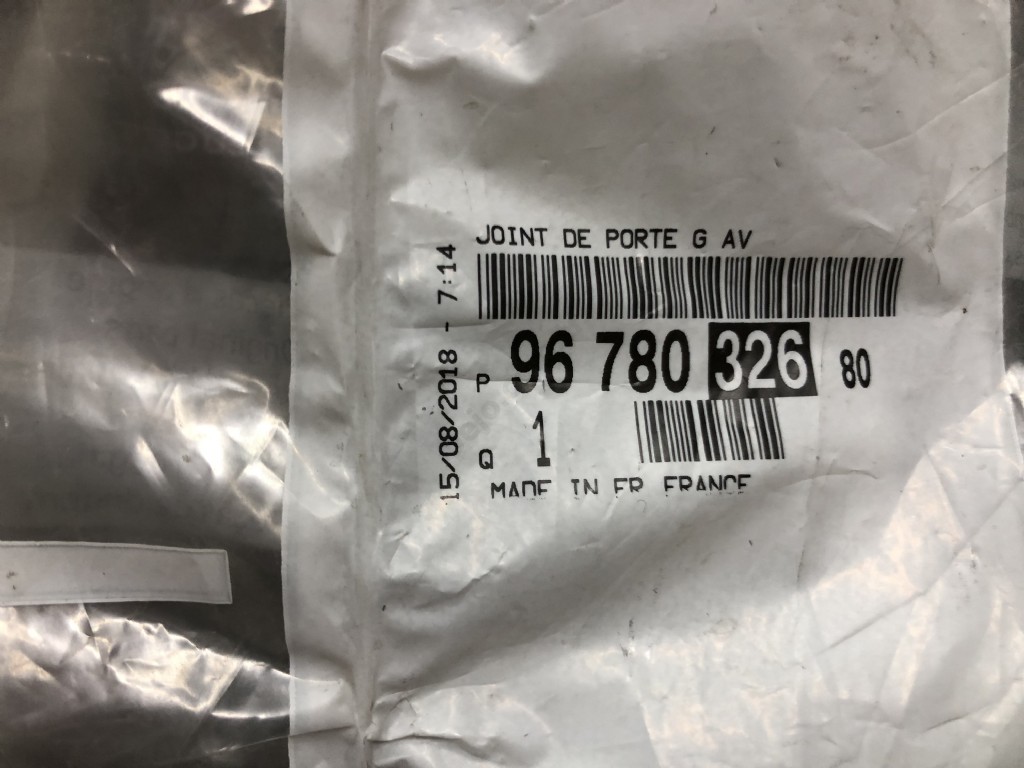 JOINT DE PORTE G AV
15/08/2018 - 7:14
P 96 780 326 80
Q 1
MADE IN FR FRANCE